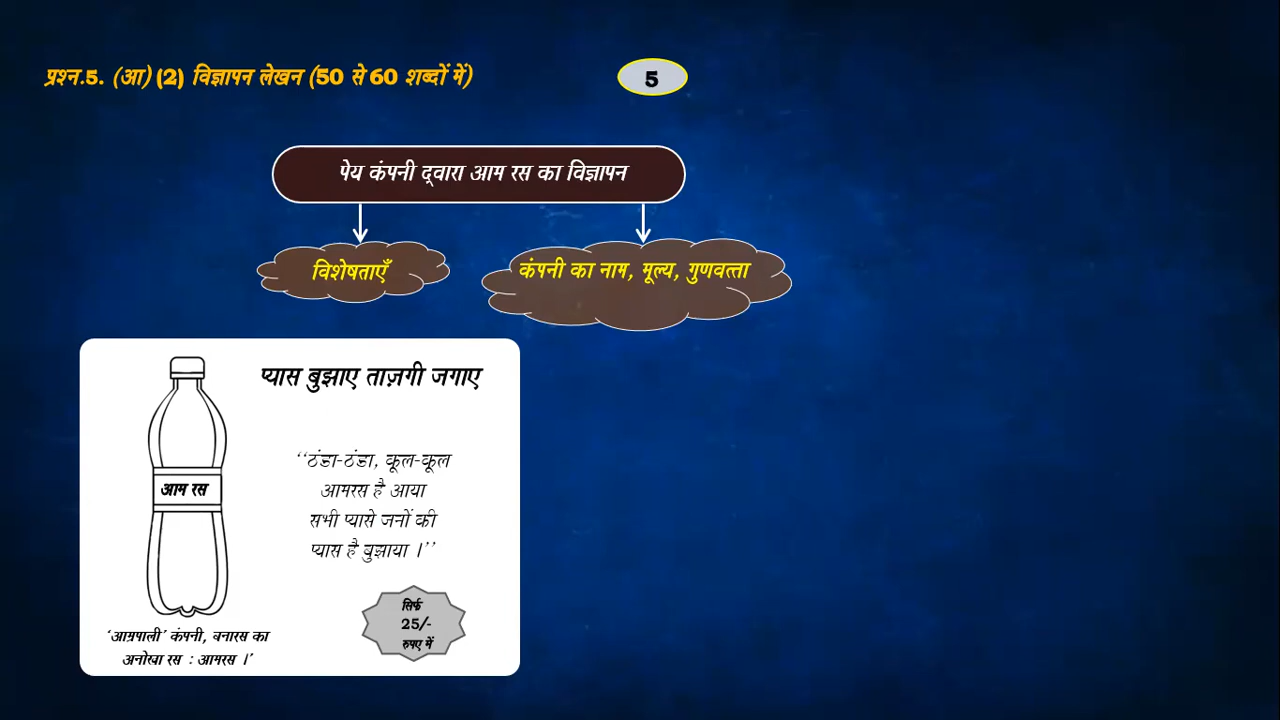 प्रश्न.5. (आ) (2) विज्ञापन लेखन (50 से 60 शब्दों में)
5
पेय कंपनी द्वारा आम रस का विज्ञापन
विशेषताएँ
कंपनी का नाम, मूल्य, गुणवत्ता
प्यास बुझाए ताज़गी जगाए
‘‘ठंडा-ठंडा, कूल-कूल
आमरस है आया
सभी प्यासे जनों की
प्यास है बुझाया ।’’
आम रस
सिर्फ
25/-
रुपए में
‘आम्रपाली’ कंपनी, बनारस का
अनोखा रस : आमरस ।’